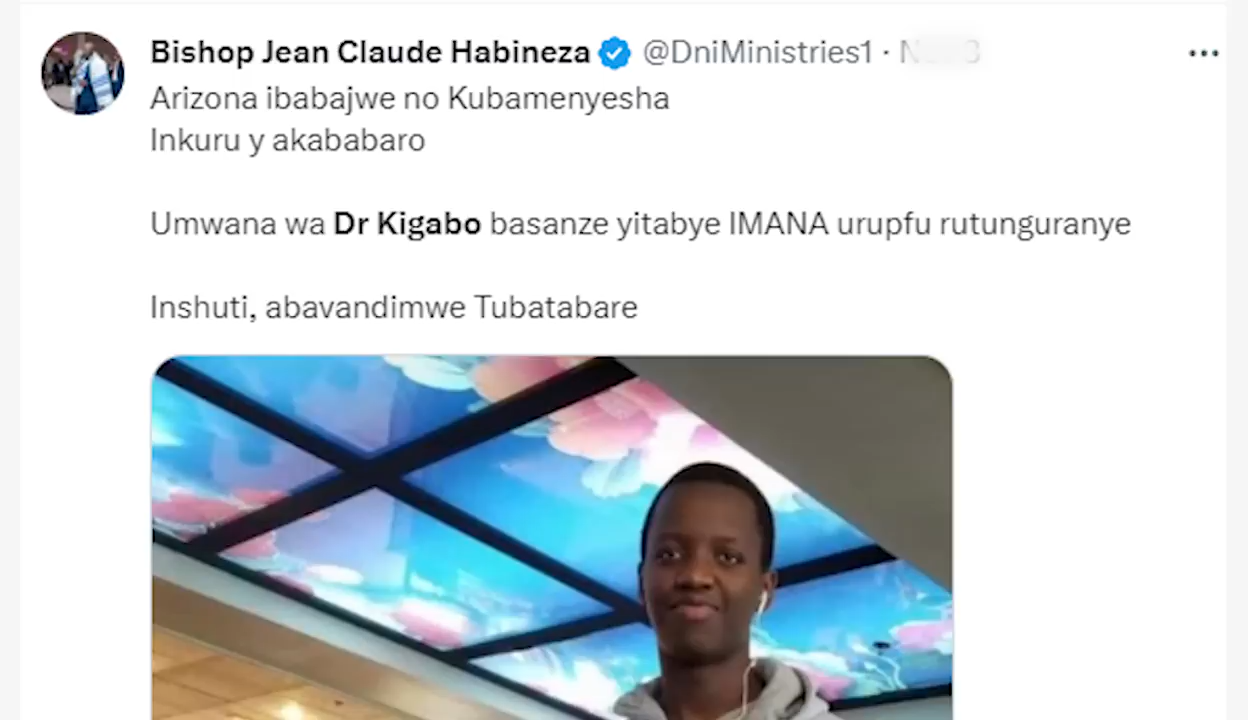 Bishop Jean Claude Habineza @DniMinistries1 ·
Arizona ibabajwe no Kubamenyesha
Inkuru y akababaro
Umwana wa Dr Kigabo basanze yitabye IMANA urupfu rutunguranye
Inshuti, abavandimwe Tubatabare